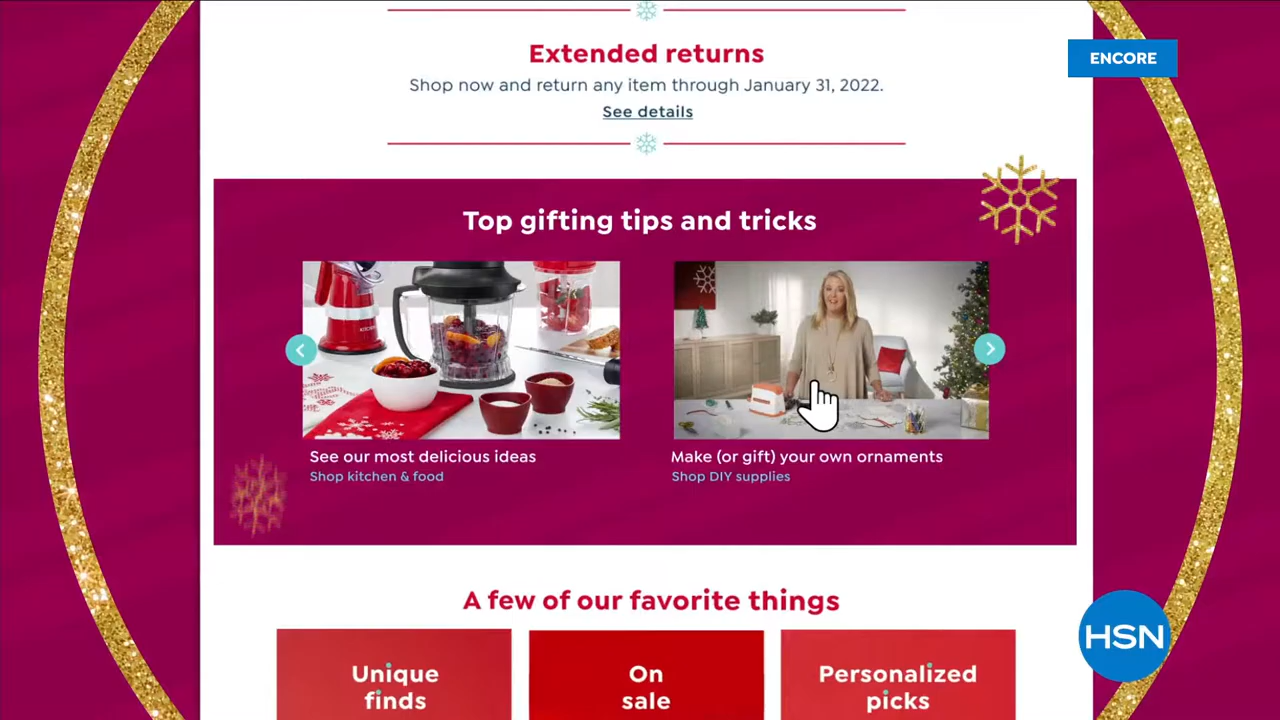 Extended returns
ENCORE
Shop now and return any item through January 31, 2022.
See details
Top gifting tips and tricks
See our most delicious ideas
Shop kitchen & food
Make (or gift) your own ornaments
Shop DIY supplies
A few of our favorite things
HSN
Unique
finds
On
sale
Personalized
picks